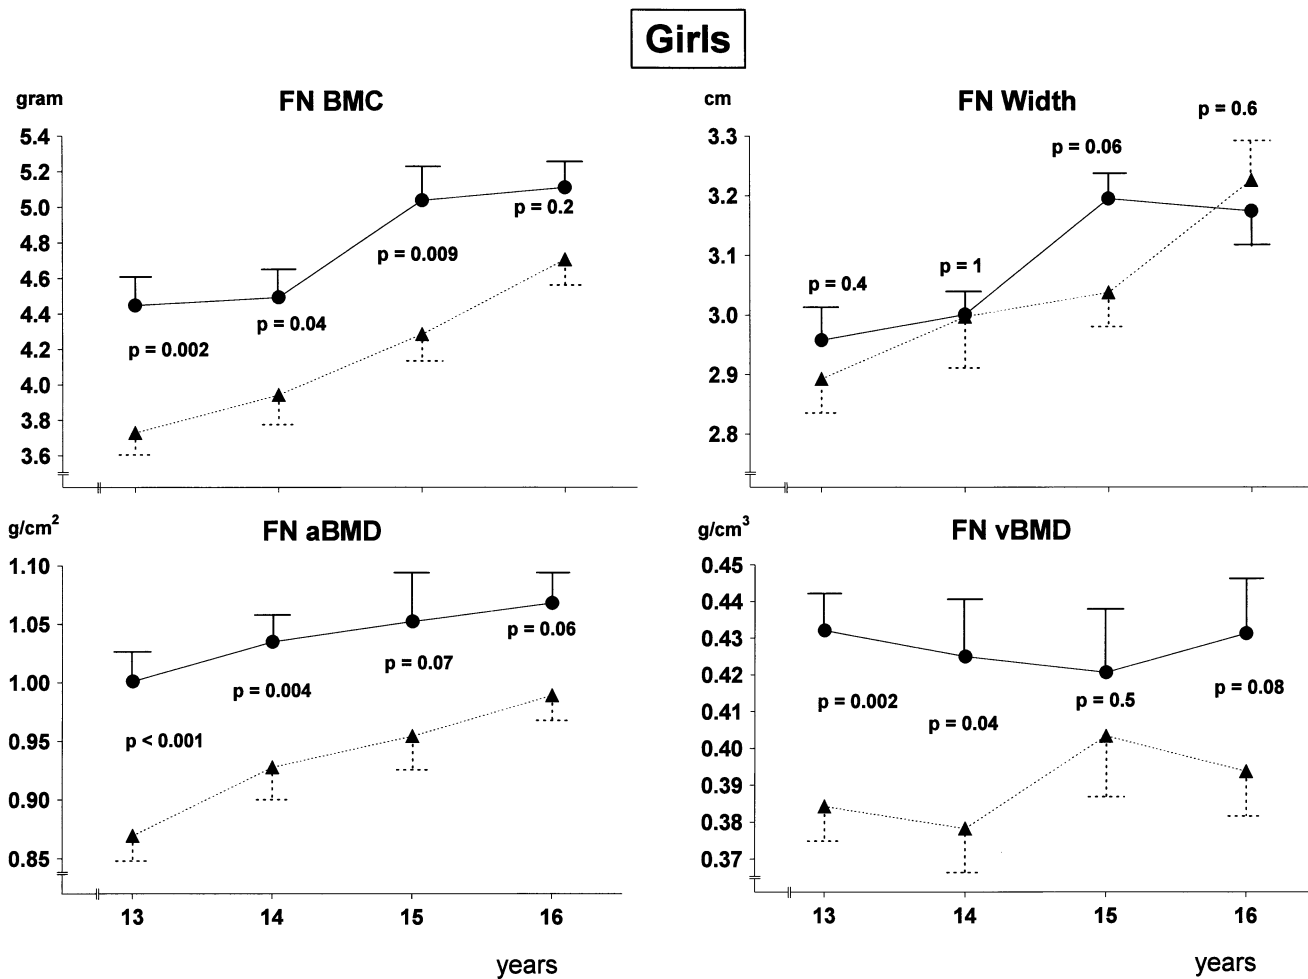 Girls
gram
FN BMC
5.4
5.2
5.0
4.8
4.6
4.4
4.2
4.0
3.8
3.6
p = 0.002
p = 0.04
p = 0.009
p = 0.2
cm
FN Width
3.3
3.2
3.1
3.0
2.9
2.8
p = 0.4
p = 1
p = 0.06
p = 0.6
g/cm²
FN aBMD
1.10
1.05
1.00
0.95
0.90
0.85
p < 0.001
p = 0.004
p = 0.07
p = 0.06
13 14 15 16
years
g/cm³
FN vBMD
0.45
0.44
0.43
0.42
0.41
0.40
0.39
0.38
0.37
p = 0.002
p = 0.04
p = 0.5
p = 0.08
13 14 15 16
years